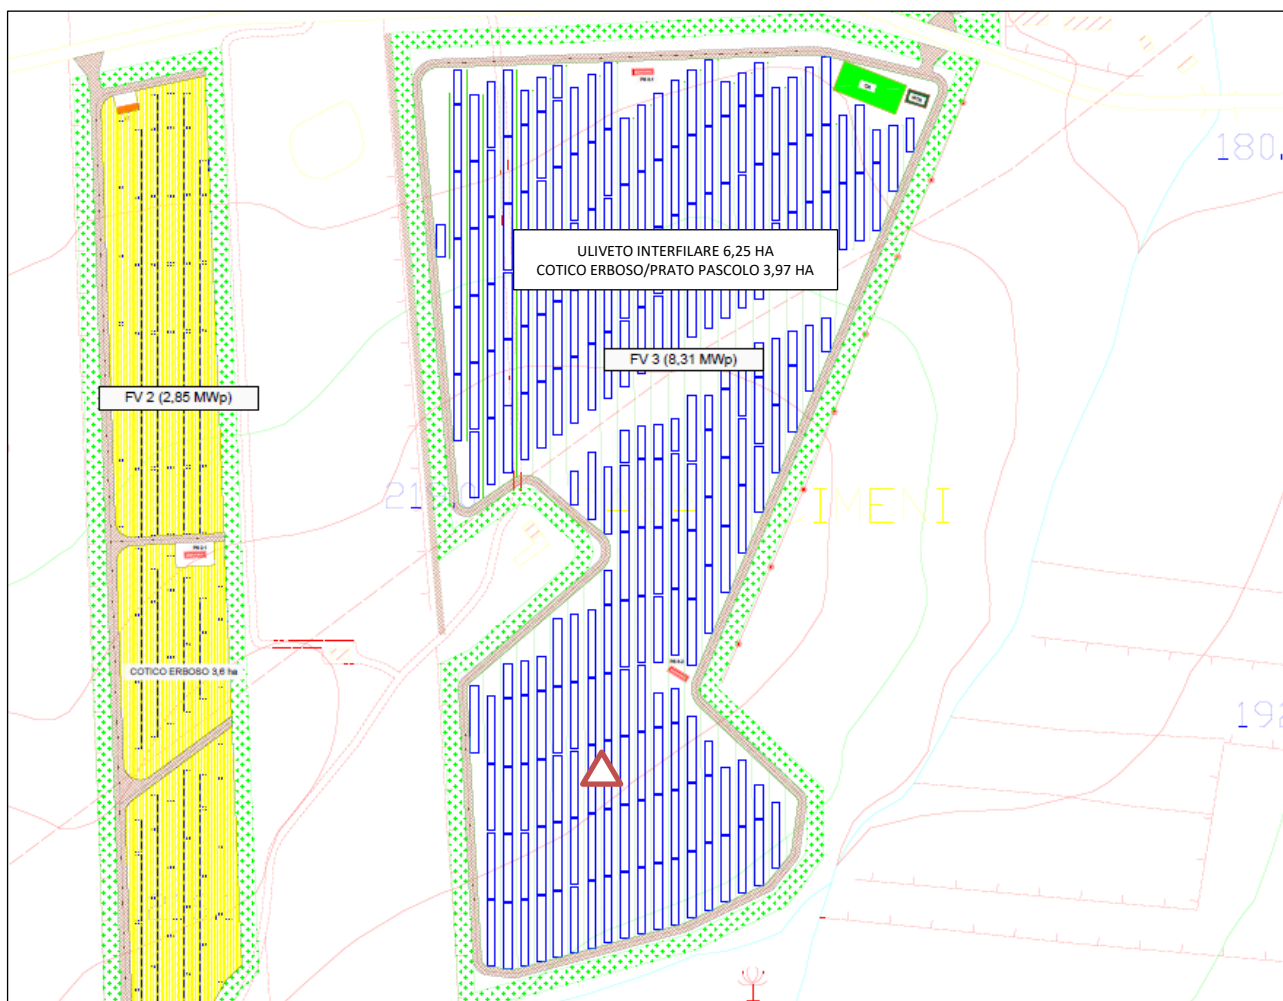 180.
ULIVETO INTERFILARE 6,25 HA
COTICO ERBOSO/PRATO PASCOLO 3,97 HA
FV 3 (8,31 MWp)
FV 2 (2,85 MWp)
IMENI
COTICO ERBOSO 3,6 ha
192